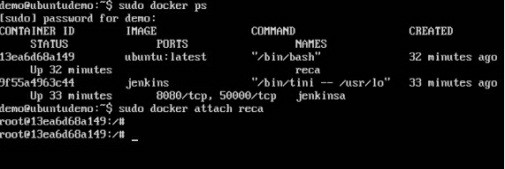 demo@ubuntudemo:~$ sudo docker ps
[sudo] password for demo:
CONTAINER ID IMAGE COMMAND CREATED
STATUS PORTS NAMES
13ea6d68a149 ubuntu:latest "/bin/bash" 32 minutes ago
Up 32 minutes reca
9f55a4963c44 jenkins "/bin/tini -- /usr/lo" 33 minutes ago
Up 33 minutes 8080/tcp, 50000/tcp jenkinsa
demo@ubuntudemo:~$ sudo docker attach reca
root@13ea6d68a149:/#
root@13ea6d68a149:/# _